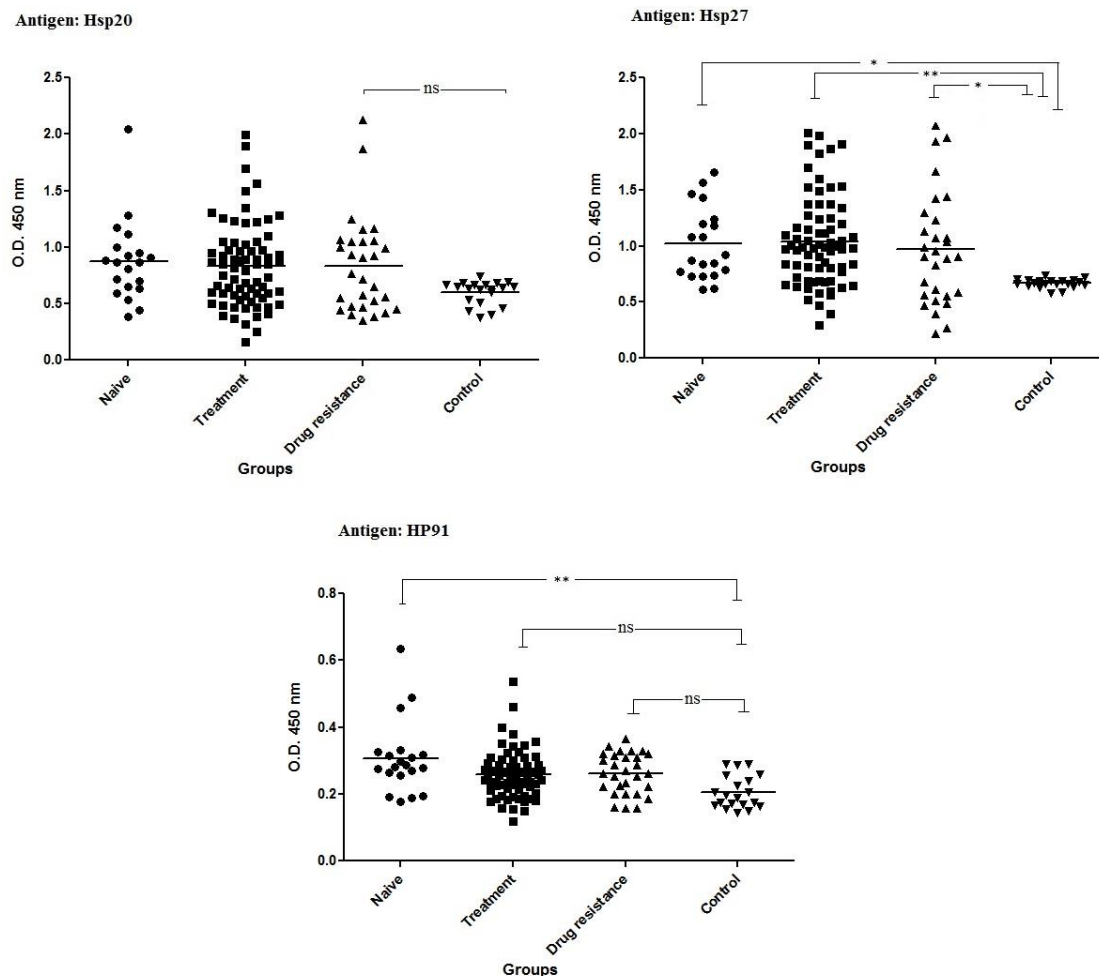 Antigen: Hsp20
ns
2.5
2.0
1.5
1.0
0.5
0.0
O.D. 450 nm
Naive
Treatment
Drug resistance
Control
Groups
Antigen: Hsp27
*
**
*
2.5
2.0
1.5
1.0
0.5
0.0
O.D. 450 nm
Naive
Treatment
Drug resistance
Control
Groups
Antigen: HP91
**
ns
ns
0.8
0.6
0.4
0.2
0.0
O.D. 450 nm
Naive
Treatment
Drug resistance
Control
Groups